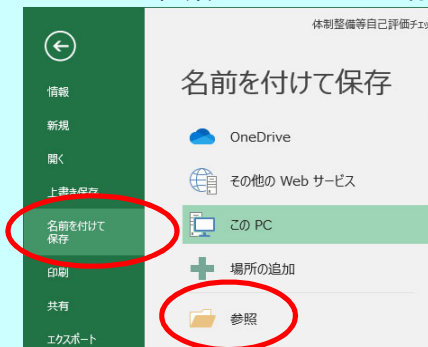 体制整備等自己評価チェッ
名前を付けて保存
情報
新規
開く
上書き保存
名前を付けて
保存
印刷
共有
エクスポート
OneDrive
その他の Web サービス
この PC
場所の追加
参照